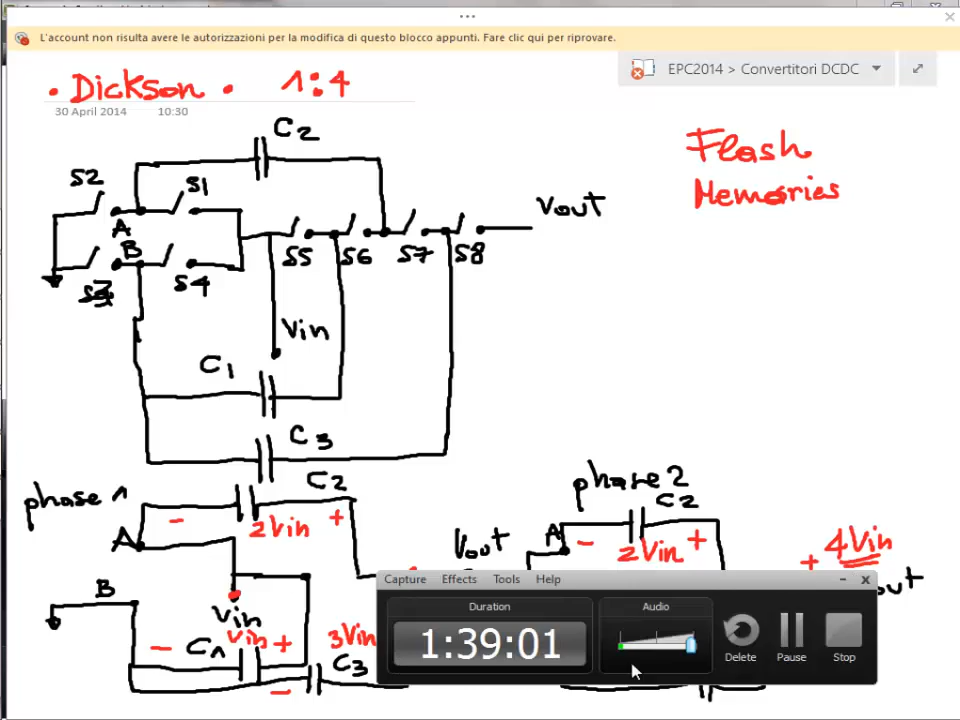 L'account non risulta avere le autorizzazioni per la modifica di questo blocco appunti. Fare clic qui per riprovare.
EPC2014 > Convertitori DCDC
• Dickson • 1:4
30 April 2014 10:30
C2
Flash
Memories
S2
S1
A
Vout
B
S5
S6
S7
S8
S3
S4
Vin
C1
C3
phase 1
C2
phase 2
C2
-
2Vin
+
A
Vout
A
-
2Vin
+
+
4Vin
out
B
Vin
-
C1
Vin
+
3Vin
C3
-
Capture Effects Tools Help
Duration
Audio
1:39:01
Delete
Pause
Stop